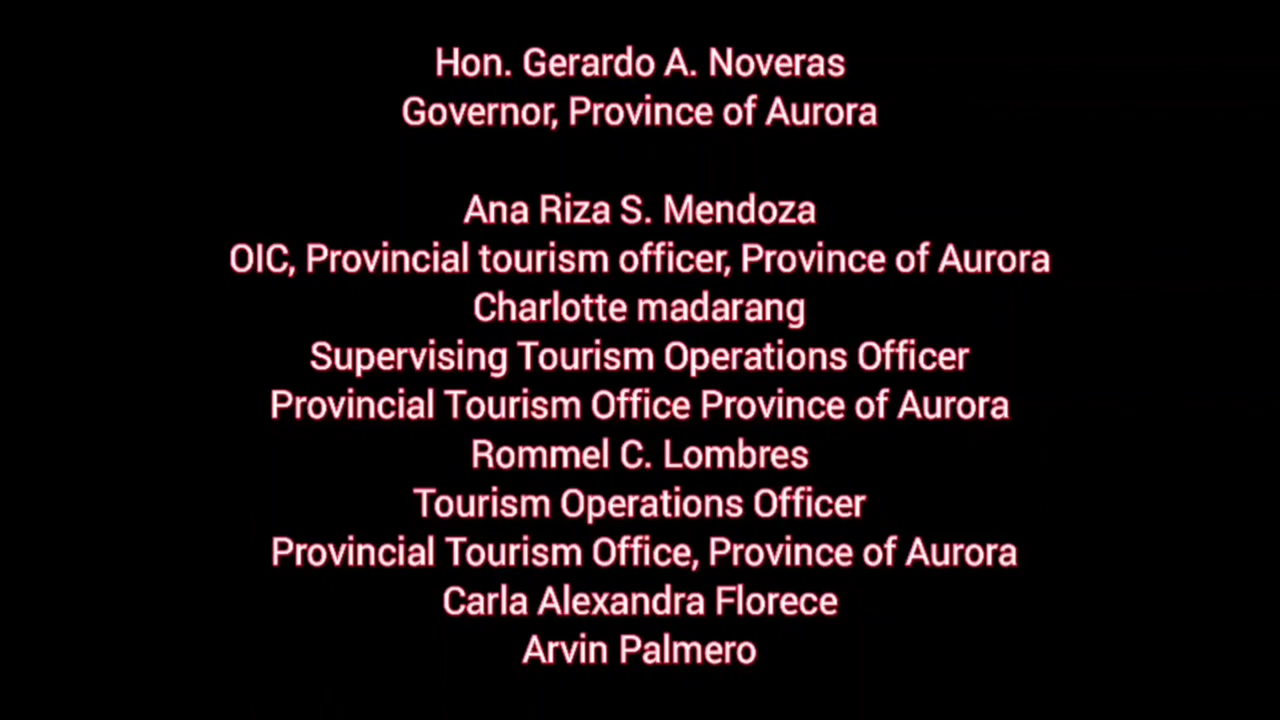 Hon. Gerardo A. Noveras
Governor, Province of Aurora
Ana Riza S. Mendoza
OIC, Provincial tourism officer, Province of Aurora
Charlotte madarang
Supervising Tourism Operations Officer
Provincial Tourism Office Province of Aurora
Rommel C. Lombres
Tourism Operations Officer
Provincial Tourism Office, Province of Aurora
Carla Alexandra Florece
Arvin Palmero